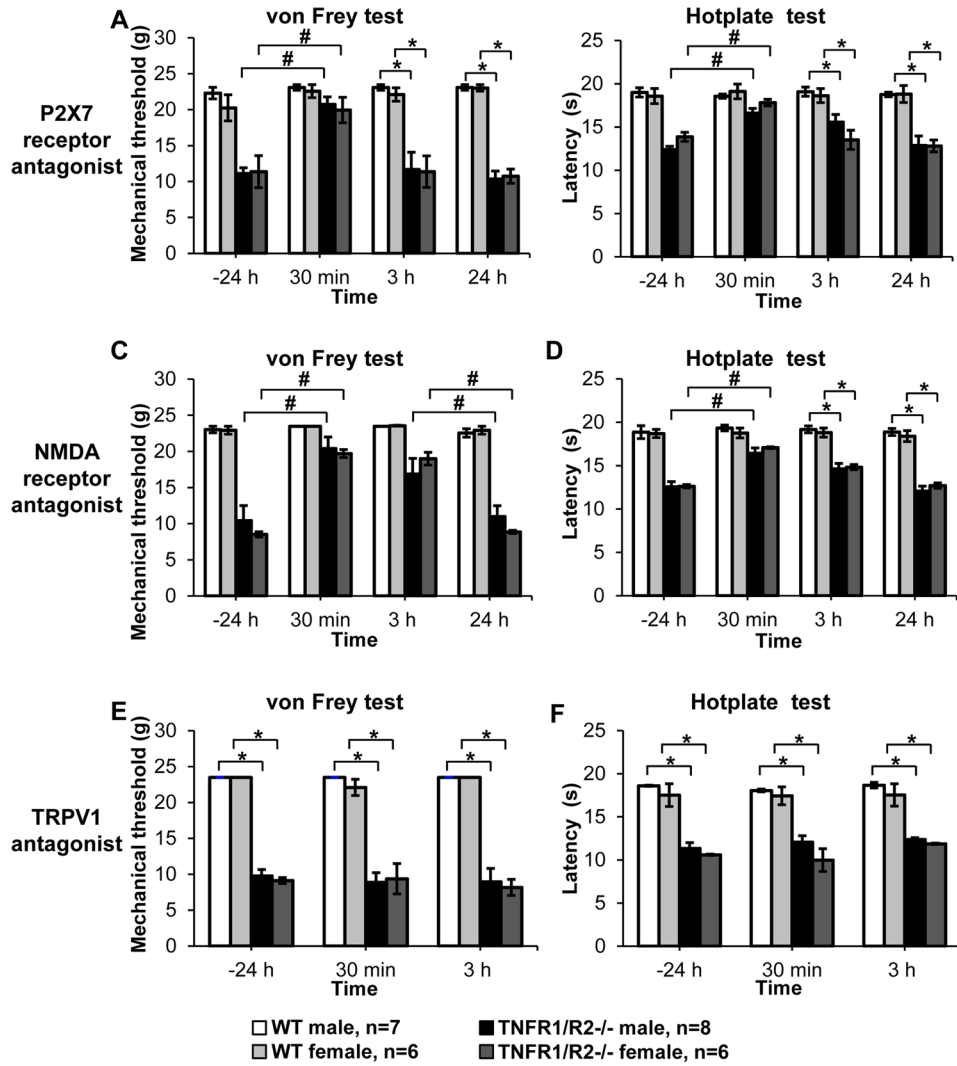 A
von Frey test
Hotplate test
P2X7
receptor
antagonist
Mechanical threshold (g)
30
25
20
15
10
5
0
# # * * * *
-24 h 30 min 3 h 24 h
Time
Latency (s)
25
20
15
10
5
0
# # * * * *
-24 h 30 min 3 h 24 h
Time
C
von Frey test
D
Hotplate test
NMDA
receptor
antagonist
Mechanical threshold (g)
30
25
20
15
10
5
0
# # # #
-24 h 30 min 3 h 24 h
Time
Latency (s)
25
20
15
10
5
0
# # * * * *
-24 h 30 min 3 h 24 h
Time
E
von Frey test
F
Hotplate test
TRPV1
antagonist
Mechanical threshold (g)
30
25
20
15
10
5
0
* * * * * *
-24 h 30 min 3 h
Time
Latency (s)
25
20
15
10
5
0
* * * * * *
-24 h 30 min 3 h
Time
WT male, n=7
TNFR1/R2-/- male, n=8
WT female, n=6
TNFR1/R2-/- female, n=6